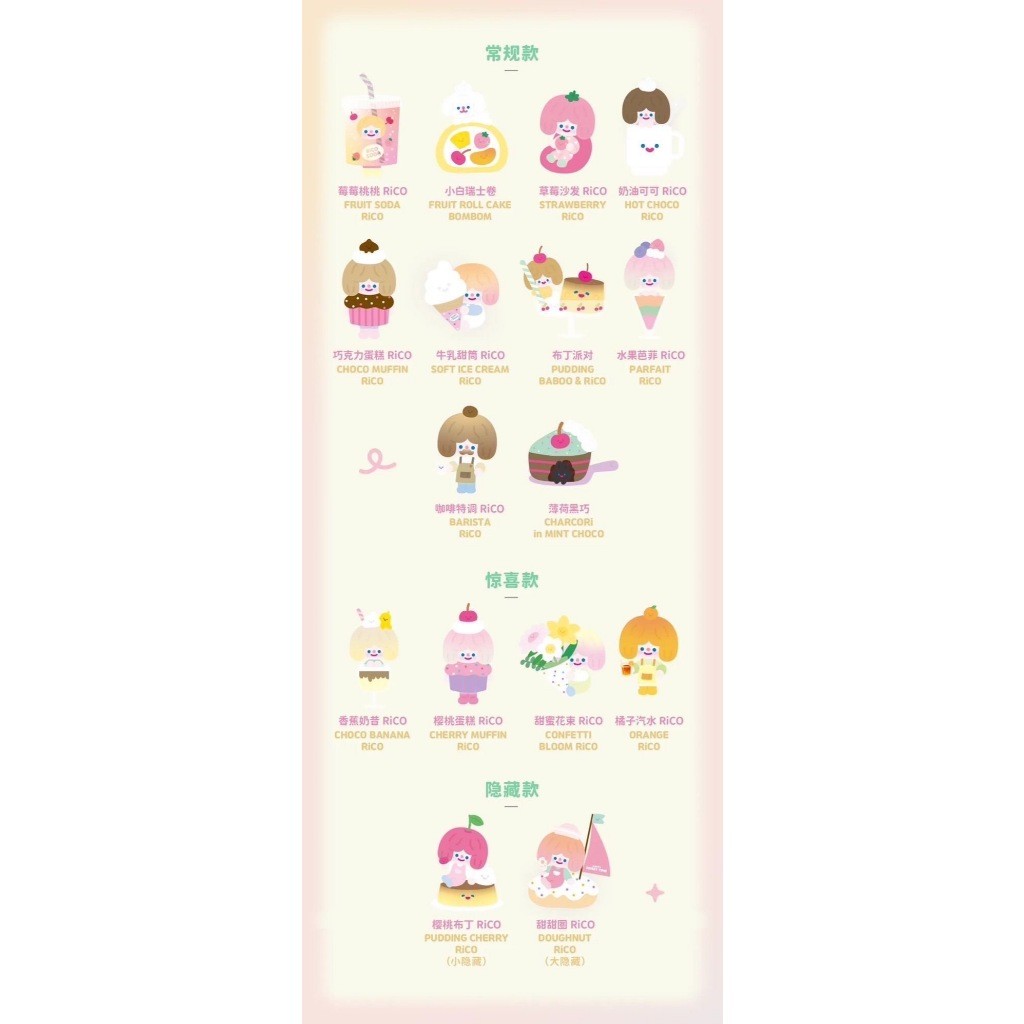 常规款
莓莓桃桃 RiCO
FRUIT SODA
RiCO
小白瑞士卷
FRUIT ROLL CAKE
BOMBOM
草莓沙发 RiCO
STRAWBERRY
RiCO
奶油可可 RiCO
HOT CHOCO
RiCO
巧克力蛋糕 RiCO
CHOCO MUFFIN
RiCO
牛乳甜筒 RiCO
SOFT ICE CREAM
RiCO
布丁派对
PUDDING
BABOO & RiCO
水果芭菲 RiCO
PARFAIT
RiCO
咖啡特调 RiCO
BARISTA
RiCO
薄荷黑巧
CHARCORi
in MINT CHOCO
惊喜款
香蕉奶昔 RiCO
CHOCO BANANA
RiCO
樱桃蛋糕 RiCO
CHERRY MUFFIN
RiCO
甜蜜花束 RiCO
CONFETTI
BLOOM RiCO
橘子汽水 RiCO
ORANGE
RiCO
隐藏款
樱桃布丁 RiCO
PUDDING CHERRY
RiCO
（小隐藏）
甜甜圈 RiCO
DOUGHNUT
RiCO
（大隐藏）